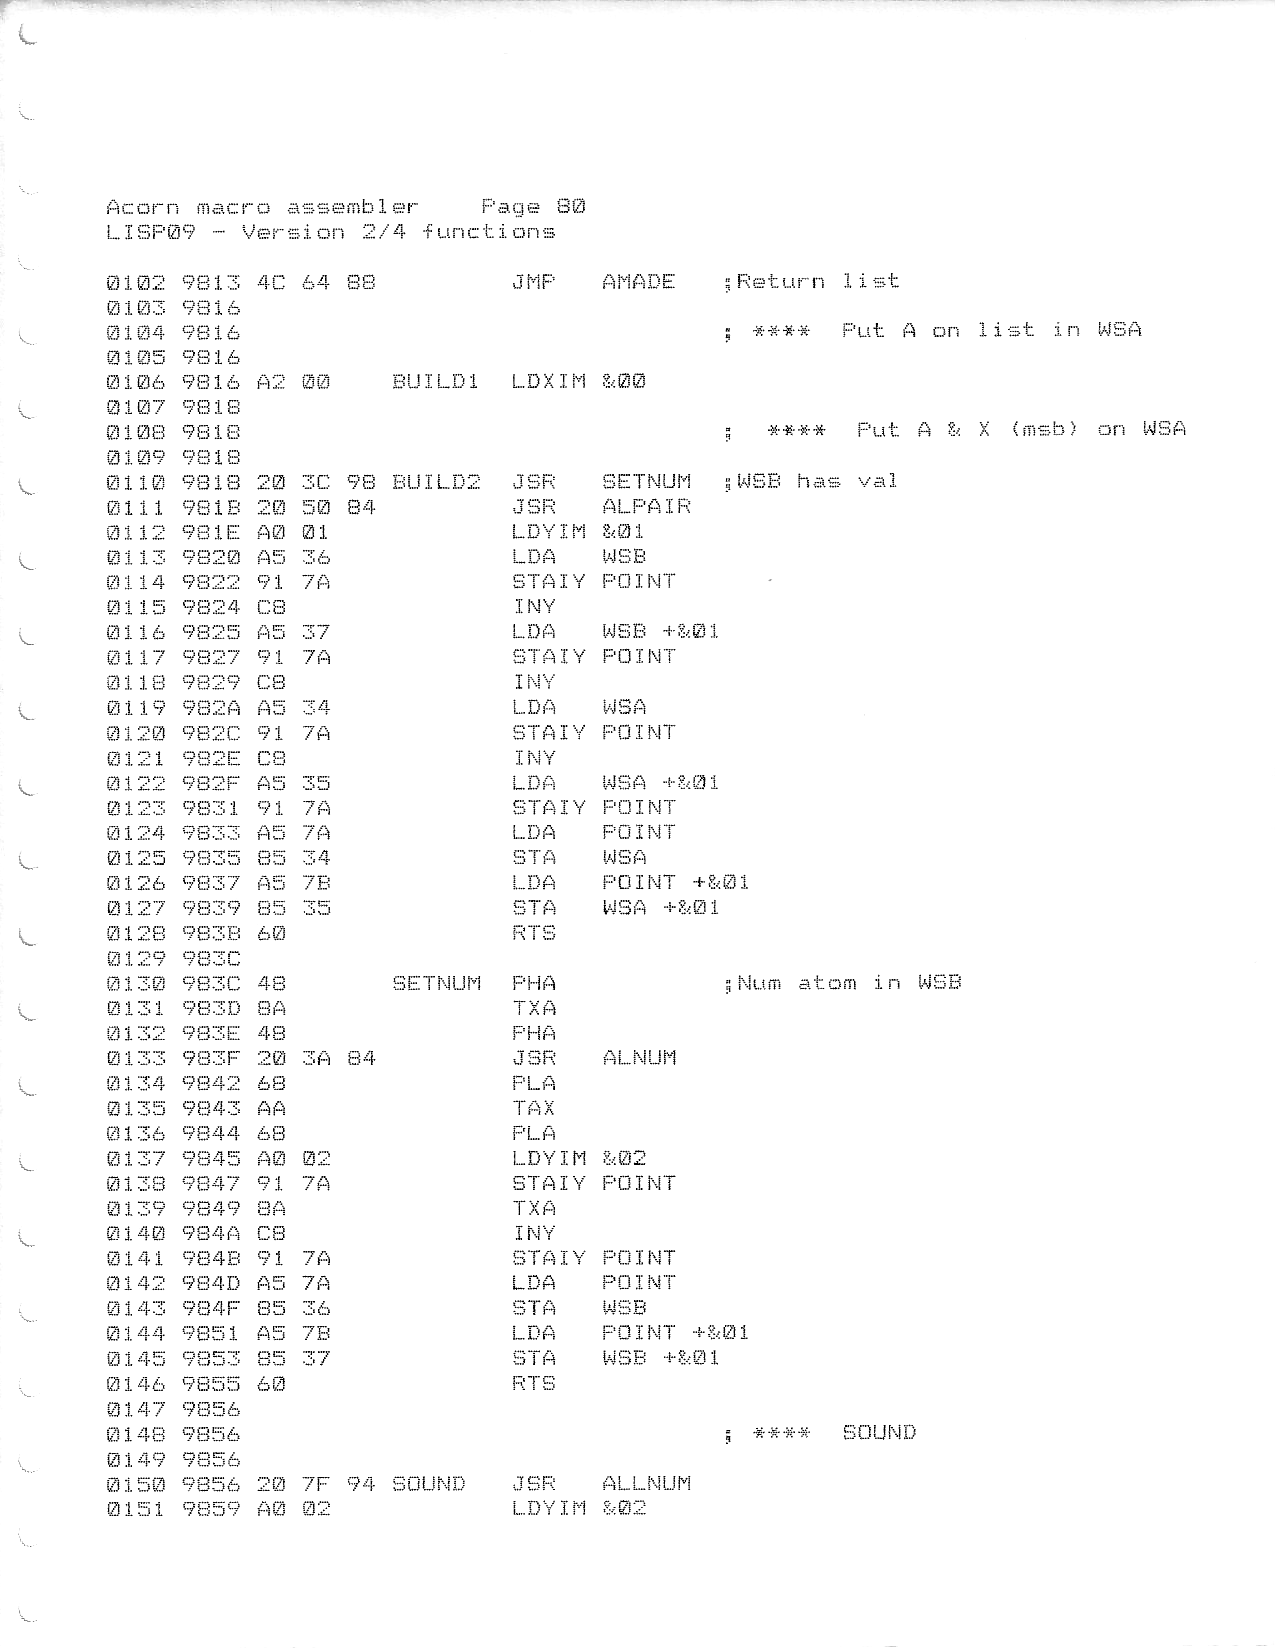 Acorn macro assembler    Page 80
LISP09 - Version 2/4 functions
0102 9813 4C 64 88         JMP   AMADE   ;Return list
0103 9816
0104 9816                                ; ****  Put A on list in WSA
0105 9816
0106 9816 A2 00    BUILD1  LDXIM &00
0107 9818
0108 9818                                ;  ****  Put A & X (msb) on WSA
0109 9818
0110 9818 20 3C 98 BUILD2  JSR   SETNUM  ;WSB has val
0111 981B 20 50 84         JSR   ALPAIR
0112 981E A0 01            LDYIM &01
0113 9820 A5 36            LDA   WSB
0114 9822 91 7A            STAIY POINT
0115 9824 C8               INY
0116 9825 A5 37            LDA   WSB +&01
0117 9827 91 7A            STAIY POINT
0118 9829 C8               INY
0119 982A A5 34            LDA   WSA
0120 982C 91 7A            STAIY POINT
0121 982E C8               INY
0122 982F A5 35            LDA   WSA +&01
0123 9831 91 7A            STAIY POINT
0124 9833 A5 7A            LDA   POINT
0125 9835 85 34            STA   WSA
0126 9837 A5 7B            LDA   POINT +&01
0127 9839 85 35            STA   WSA +&01
0128 983B 60               RTS
0129 983C
0130 983C 48       SETNUM  PHA           ;Num atom in WSB
0131 983D 8A               TXA
0132 983E 48               PHA
0133 983F 20 3A 84         JSR   ALNUM
0134 9842 68               PLA
0135 9843 AA               TAX
0136 9844 68               PLA
0137 9845 A0 02            LDYIM &02
0138 9847 91 7A            STAIY POINT
0139 9849 8A               TXA
0140 984A C8               INY
0141 984B 91 7A            STAIY POINT
0142 984D A5 7A            LDA   POINT
0143 984F 85 36            STA   WSB
0144 9851 A5 7B            LDA   POINT +&01
0145 9853 85 37            STA   WSB +&01
0146 9855 60               RTS
0147 9856
0148 9856                                ; ****  SOUND
0149 9856
0150 9856 20 7F 94 SOUND   JSR   ALLNUM
0151 9859 A0 02            LDYIM &02